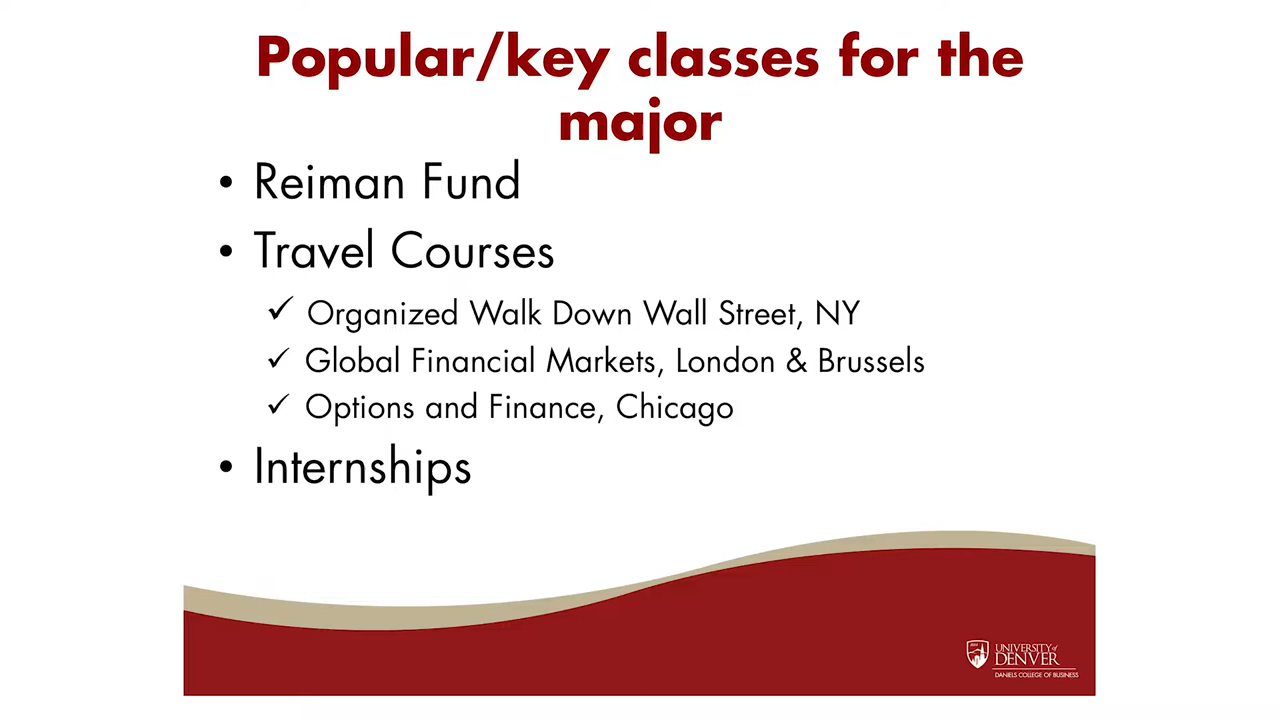 Popular/key classes for the
major
• Reiman Fund
• Travel Courses
✓ Organized Walk Down Wall Street, NY
✓ Global Financial Markets, London & Brussels
✓ Options and Finance, Chicago
• Internships
UNIVERSITY of
DENVER
DANIELS COLLEGE OF BUSINESS